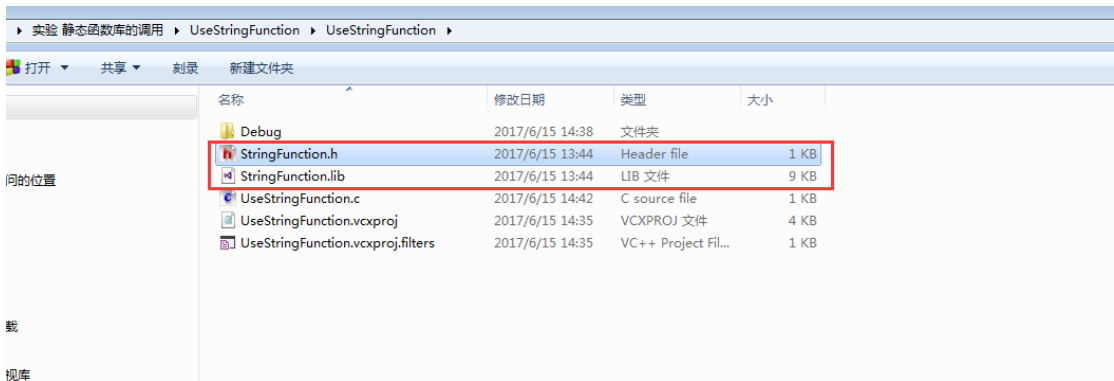 实验 静态函数库的调用 ▸ UseStringFunction ▸ UseStringFunction ▸
打开 共享 刻录 新建文件夹
名称 修改日期 类型 大小
Debug 2017/6/15 14:38 文件夹
StringFunction.h 2017/6/15 13:44 Header file 1 KB
问的位置
StringFunction.lib 2017/6/15 13:44 LIB 文件 9 KB
UseStringFunction.c 2017/6/15 14:42 C source file 1 KB
UseStringFunction.vcxproj 2017/6/15 14:35 VCXPROJ 文件 4 KB
UseStringFunction.vcxproj.filters 2017/6/15 14:35 VC++ Project Fil... 1 KB
载
视库